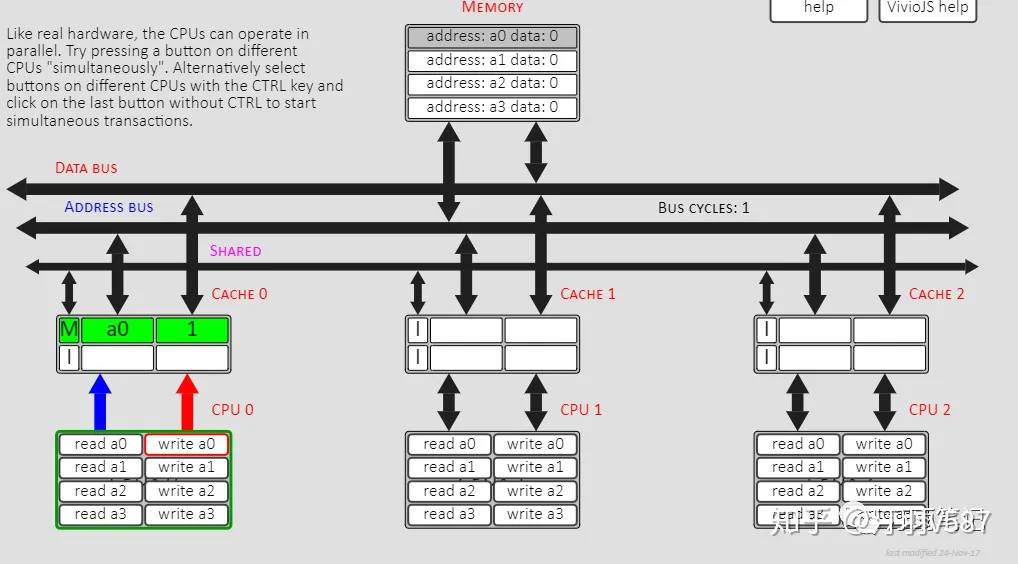 MEMORY
help
VivioJS help
Like real hardware, the CPUs can operate in
parallel. Try pressing a button on different
CPUs "simultaneously". Alternatively select
buttons on different CPUs with the CTRL key and
click on the last button without CTRL to start
simultaneous transactions.
address: a0 data: 0
address: a1 data: 0
address: a2 data: 0
address: a3 data: 0
DATA BUS
ADDRESS BUS
BUS CYCLES: 1
SHARED
CACHE 0
CACHE 1
CACHE 2
M a0 1
I
I
I
I
I
CPU 0
CPU 1
CPU 2
read a0 write a0
read a1 write a1
read a2 write a2
read a3 write a3
read a0 write a0
read a1 write a1
read a2 write a2
read a3 write a3
read a0 write a0
read a1 write a1
read a2 write a2
知乎
last modified 24-Nov-17